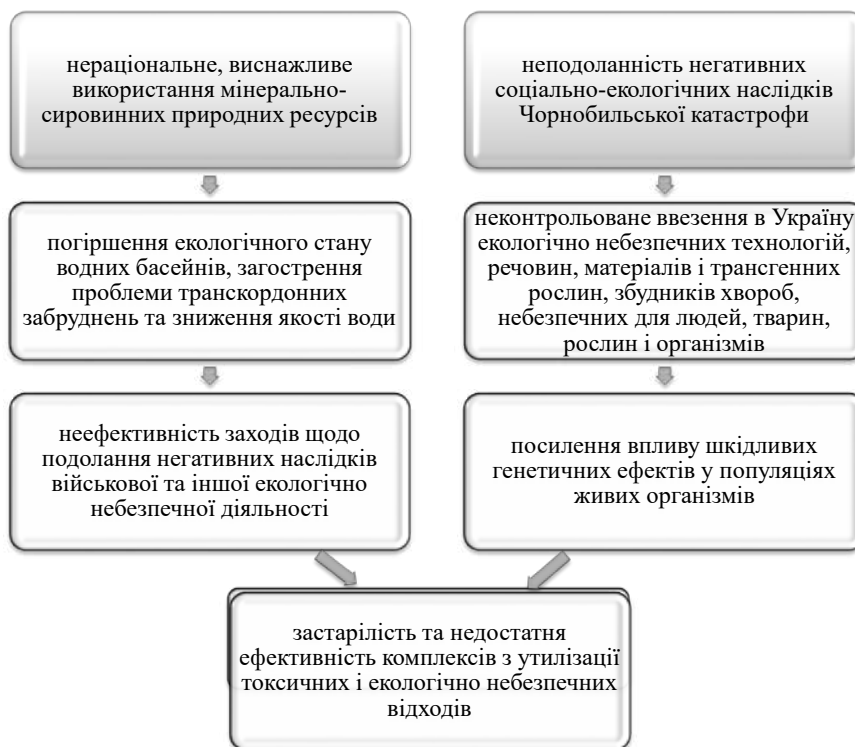 нераціональне, виснажливе
використання мінерально-
сировинних природних ресурсів
неподоланність негативних
соціально-екологічних наслідків
Чорнобильської катастрофи
погіршення екологічного стану
водних басейнів, загострення
проблеми транскордонних
забруднень та зниження якості води
неконтрольоване ввезення в Україну
екологічно небезпечних технологій,
речовин, матеріалів і трансгенних
рослин, збудників хвороб,
небезпечних для людей, тварин,
рослин і організмів
неефективність заходів щодо
подолання негативних наслідків
військової та іншої екологічно
небезпечної діяльності
посилення впливу шкідливих
генетичних ефектів у популяціях
живих організмів
застарілість та недостатня
ефективність комплексів з утилізації
токсичних і екологічно небезпечних
відходів